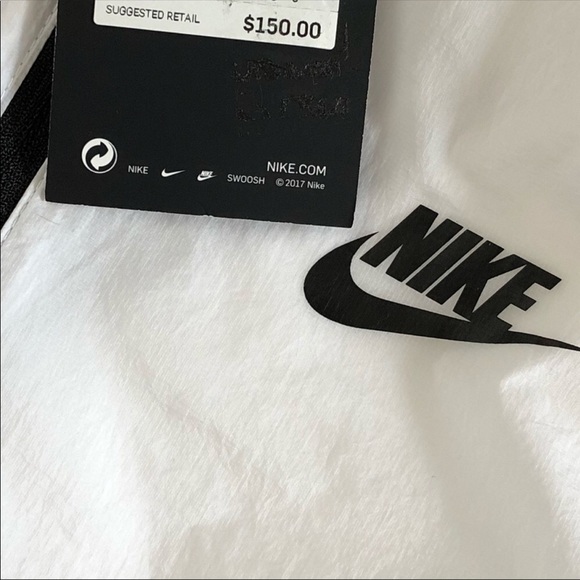 SUGGESTED RETAIL
$150.00
NIKE.COM
NIKE SWOOSH © 2017 Nike
NIKE